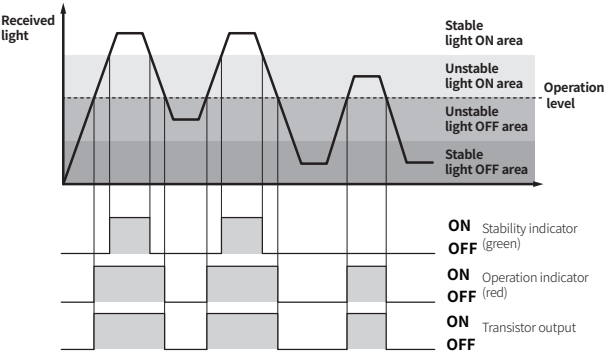 Received
light
Stable
light ON area
Unstable
light ON area
Operation
level
Unstable
light OFF area
Stable
light OFF area
ON
OFF
Stability indicator
(green)
ON
OFF
Operation indicator
(red)
ON
OFF
Transistor output